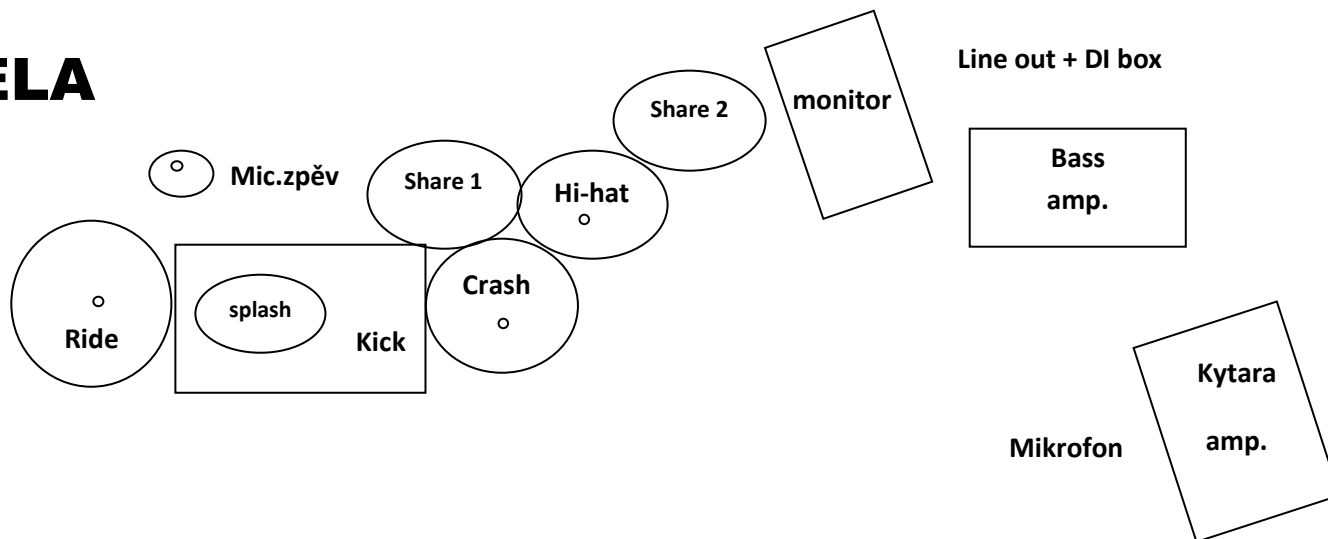 ELA
Line out + DI box
monitor
Share 2
Bass
amp.
Mic.zpěv
Share 1
Hi-hat
Crash
splash
Ride
Kick
Kytara
amp.
Mikrofon